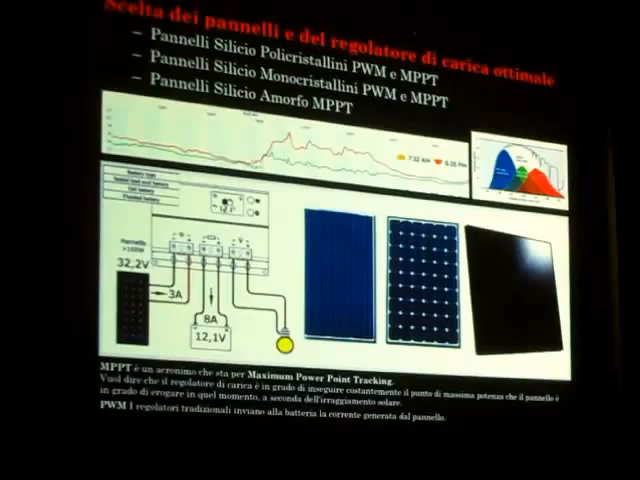 Scelta dei pannelli e del regolatore di carica ottimale
– Pannelli Silicio Policristallini PWM e MPPT
– Pannelli Silicio Monocristallini PWM e MPPT
– Pannelli Silicio Amorfo MPPT
7:32 AM
Battery type
Pannello
32,2V
3A
8A
12,1V
MPPT è un acronimo che sta per Maximum Power Point Tracking.
Vuol dire che il regolatore di carica è in grado di inseguire costantemente il punto di massima potenza che il pannello è
in grado di erogare in quel momento, a seconda dell'irraggiamento solare.
PWM I regolatori tradizionali inviano alla batteria la corrente generata dal pannello.